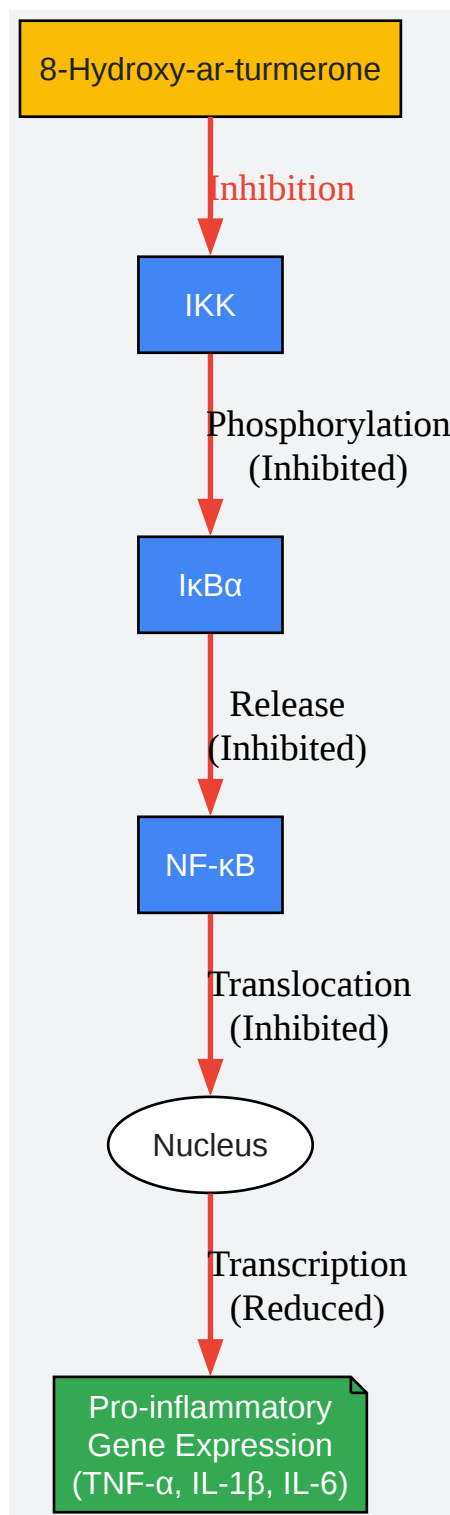 8-Hydroxy-ar-turmerone
Inhibition
IKK
Phosphorylation
(Inhibited)
IκBα
Release
(Inhibited)
NF-κB
Translocation
(Inhibited)
Nucleus
Transcription
(Reduced)
Pro-inflammatory
Gene Expression
(TNF-α, IL-1β, IL-6)